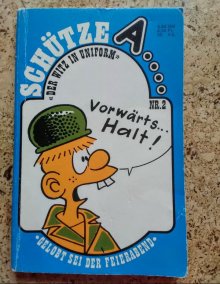 SCHÜTZE
A....
«DER WITZ IN UNIFORM»
NR.2
Vorwärts...
Halt!
"GELOBT SEI DER FEIERABEND"